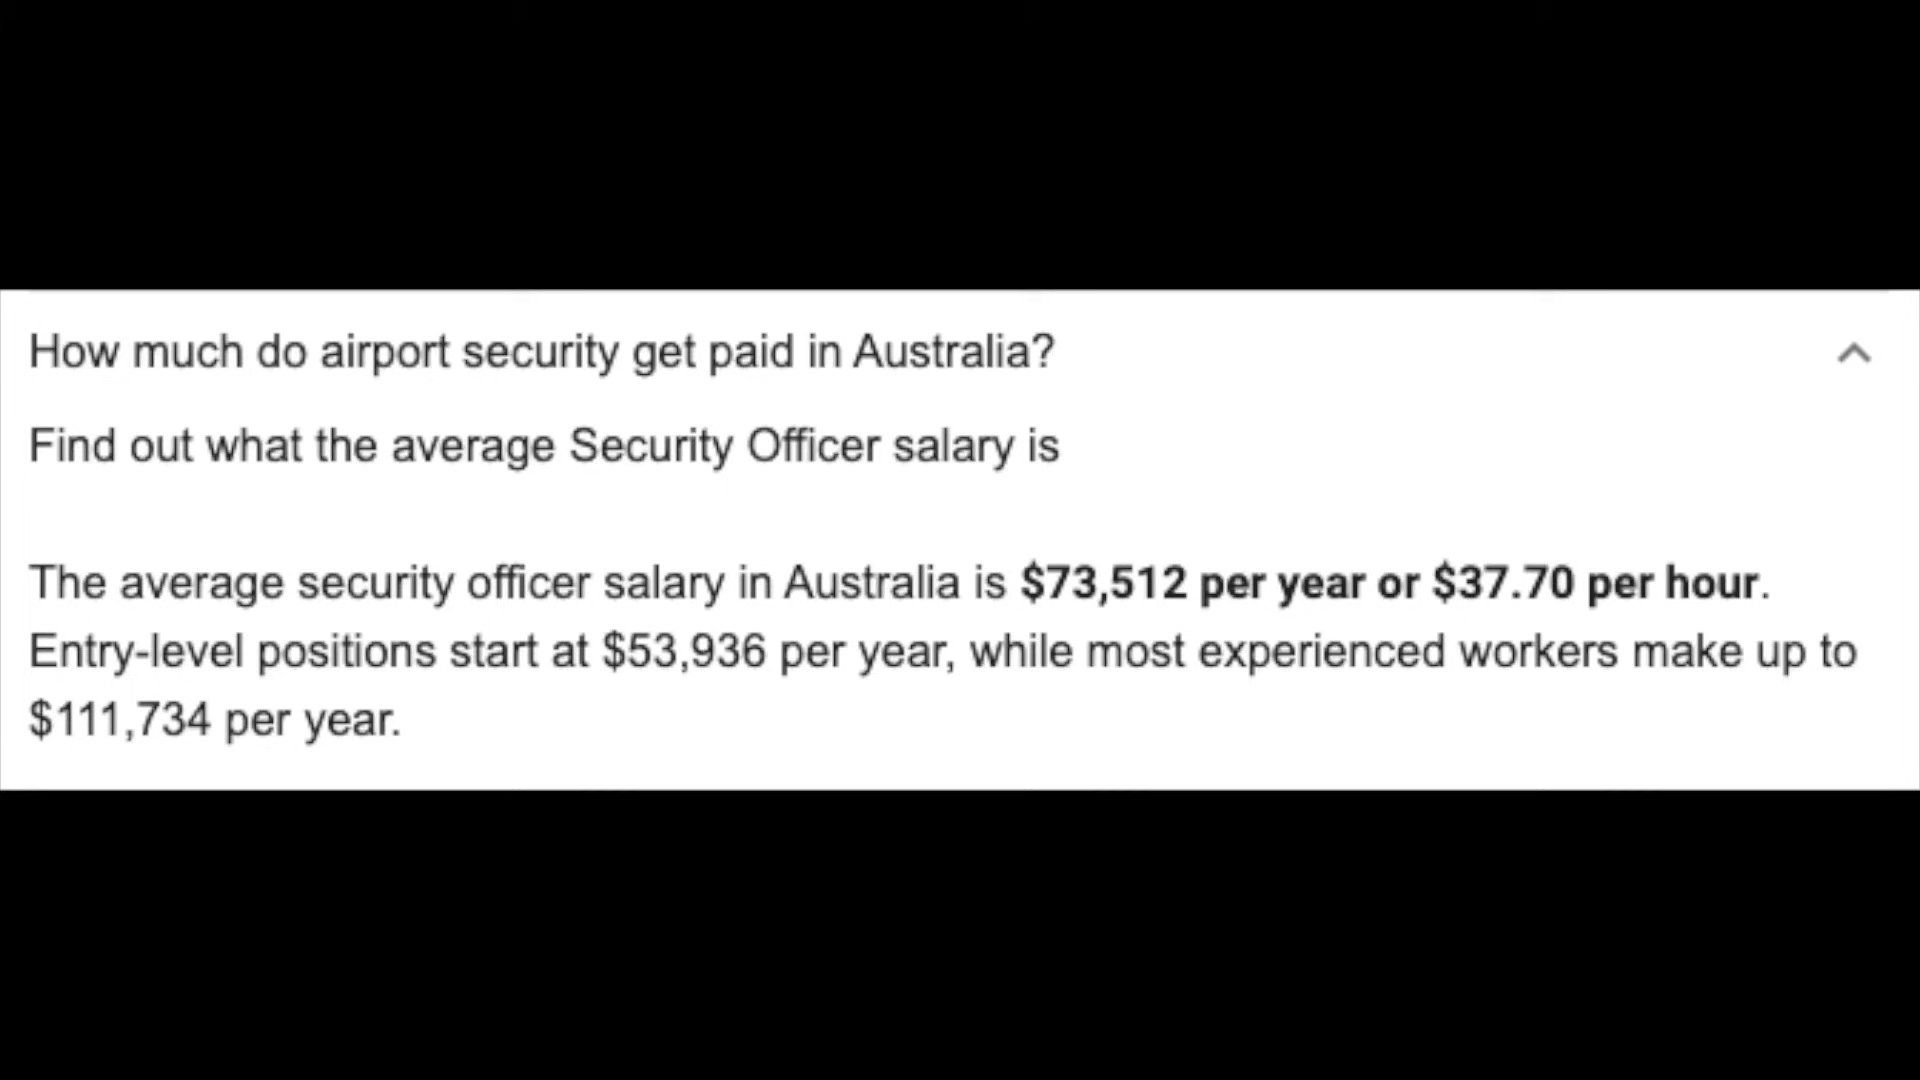 How much do airport security get paid in Australia?
Find out what the average Security Officer salary is
The average security officer salary in Australia is $73,512 per year or $37.70 per hour.
Entry-level positions start at $53,936 per year, while most experienced workers make up to
$111,734 per year.